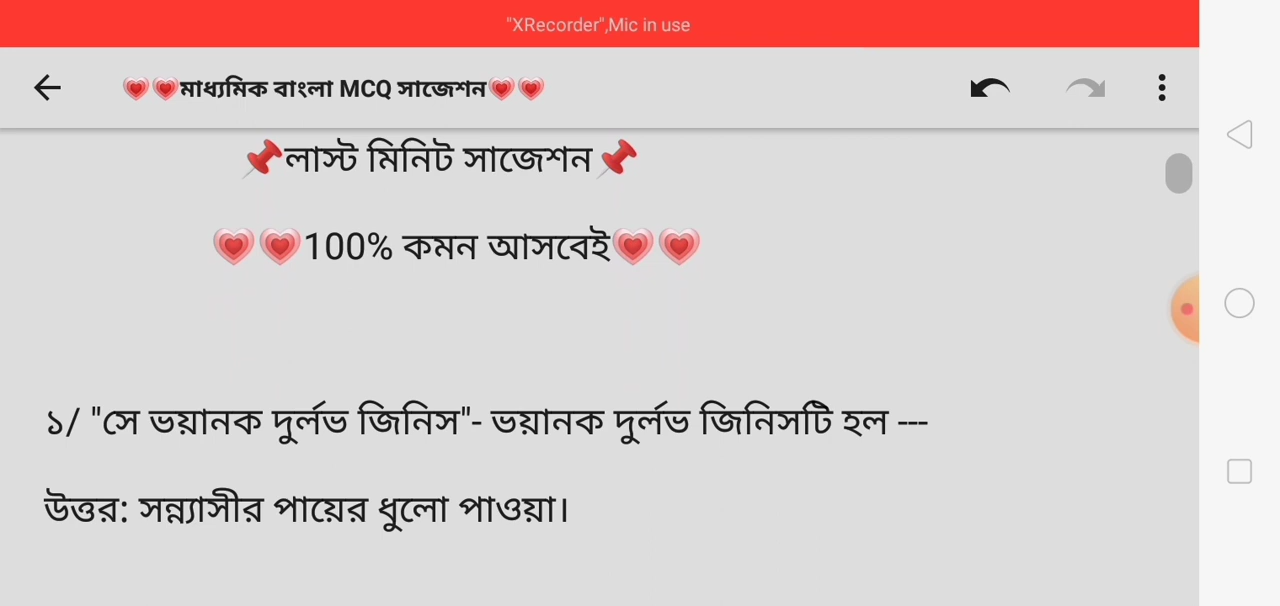 "XRecorder",Mic in use
💗💗মাধ্যমিক বাংলা MCQ সাজেশন💗💗
📌লাস্ট মিনিট সাজেশন📌
💗💗100% কমন আসবেই💗💗
১/ "সে ভয়ানক দুর্লভ জিনিস"- ভয়ানক দুর্লভ জিনিসটি হল ---
উত্তর: সন্ন্যাসীর পায়ের ধুলো পাওয়া।